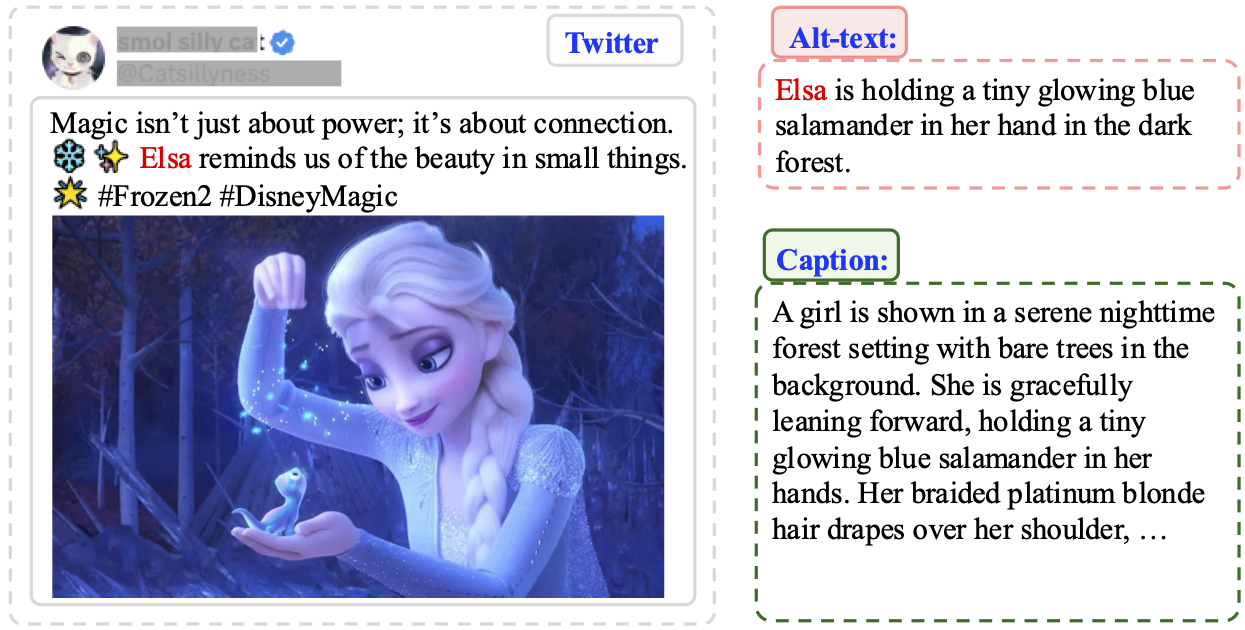 smol silly cat
@Catsillyness
Twitter
Magic isn’t just about power; it’s about connection.
❄️ ✨ Elsa reminds us of the beauty in small things.
🌟 #Frozen2 #DisneyMagic
Alt-text:
Elsa is holding a tiny glowing blue
salamander in her hand in the dark
forest.
Caption:
A girl is shown in a serene nighttime
forest setting with bare trees in the
background. She is gracefully
leaning forward, holding a tiny
glowing blue salamander in her
hands. Her braided platinum blonde
hair drapes over her shoulder, …